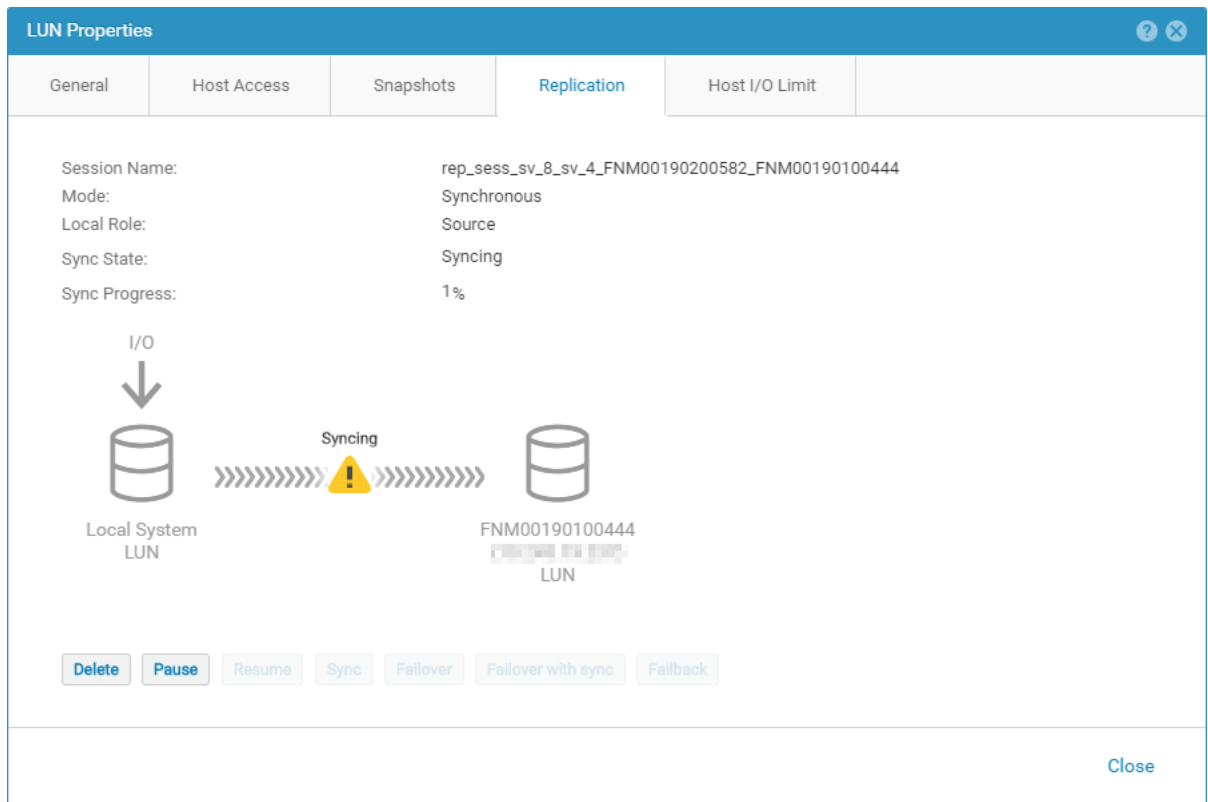 LUN Properties
General Host Access Snapshots Replication Host I/O Limit
Session Name: rep_sess_sv_8_sv_4_FNM00190200582_FNM00190100444
Mode: Synchronous
Local Role: Source
Sync State: Syncing
Sync Progress: 1%
I/O
Syncing
Local System
LUN
FNM00190100444
LUN
Delete Pause Resume Sync Failover Failover with sync Failback
Close